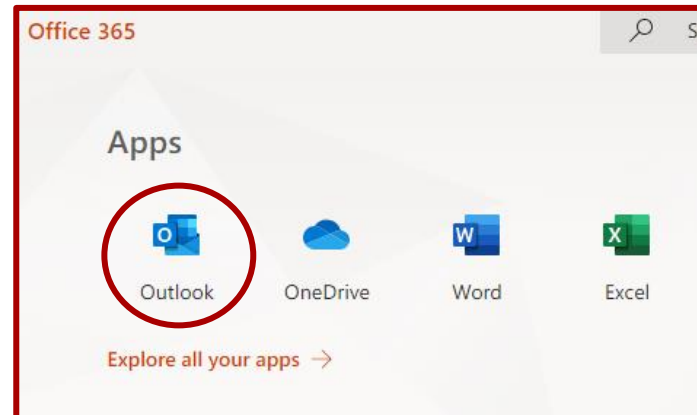 Office 365
S
Apps
Outlook OneDrive Word Excel
Explore all your apps →